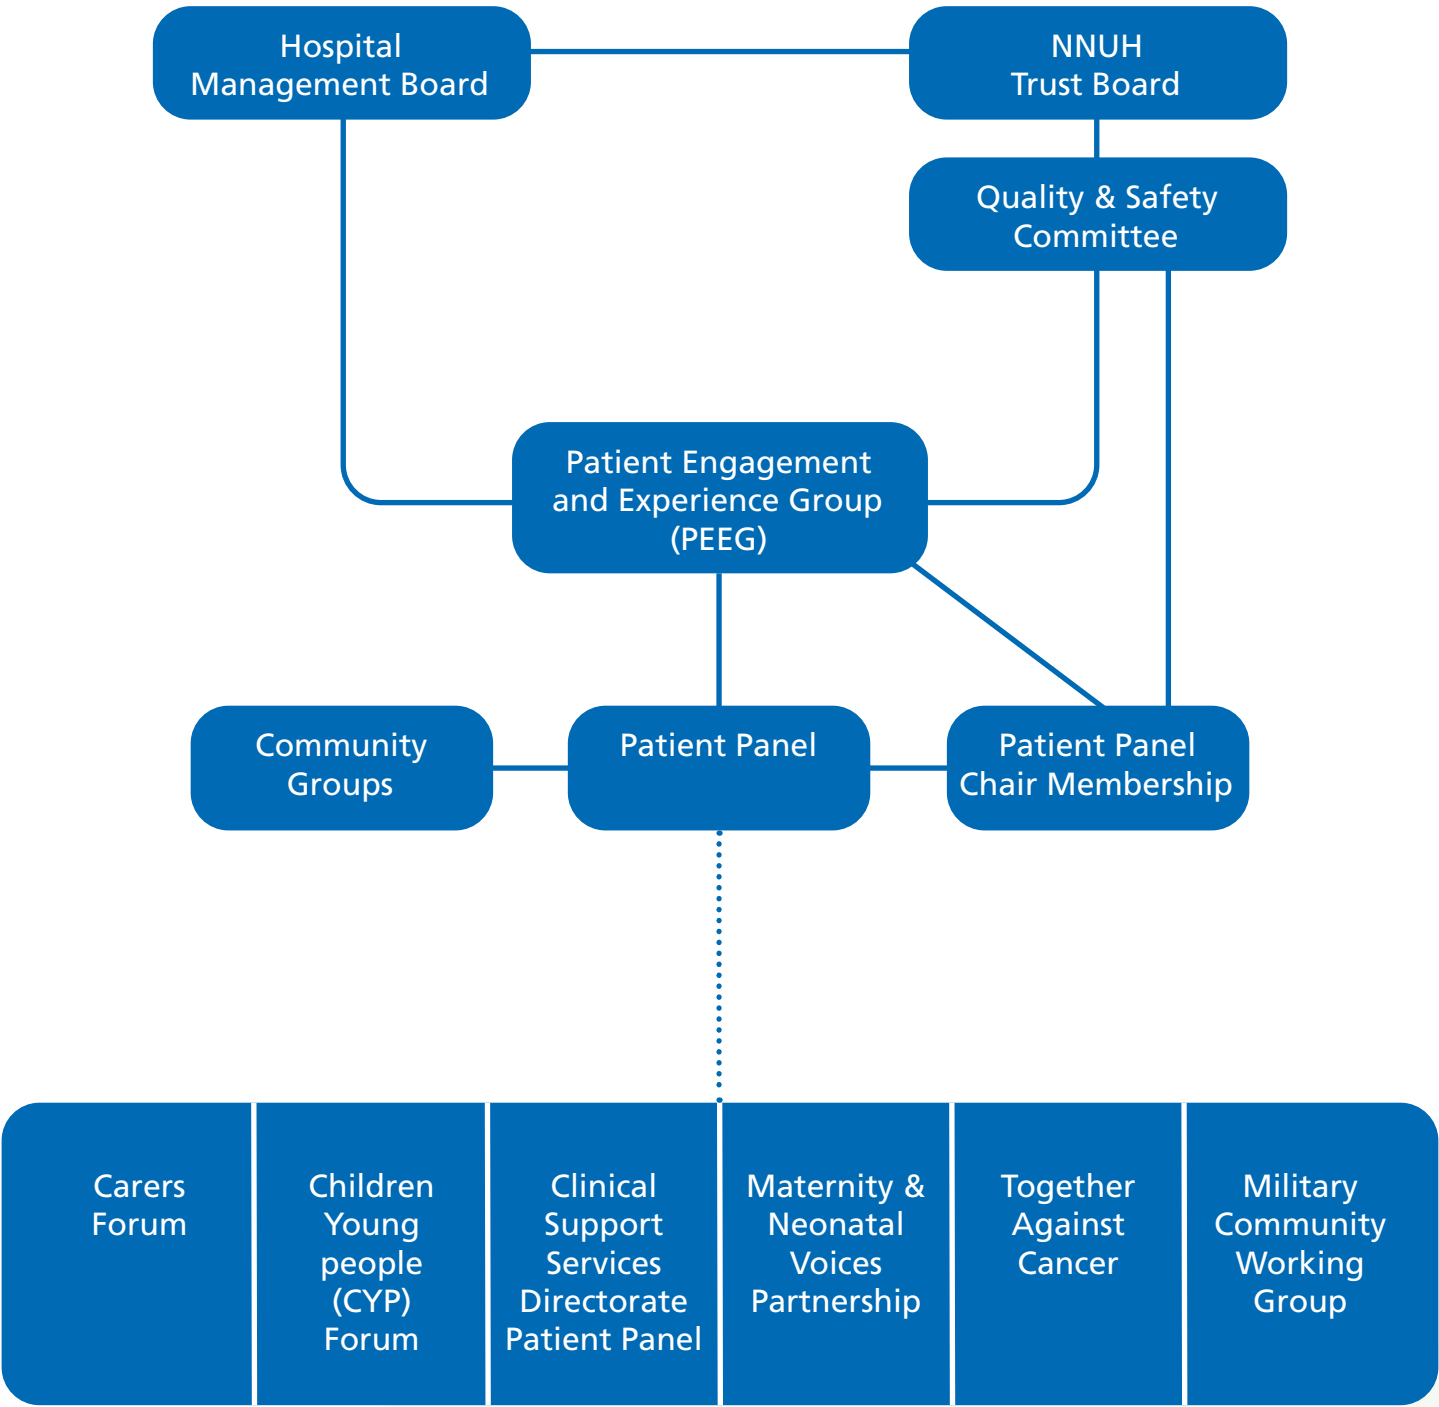 Hospital
Management Board
NNUH
Trust Board
Quality & Safety
Committee
Patient Engagement
and Experience Group
(PEEG)
Community
Groups
Patient Panel
Patient Panel
Chair Membership
Carers
Forum
Children
Young
people
(CYP)
Forum
Clinical
Support
Services
Directorate
Patient Panel
Maternity &
Neonatal
Voices
Partnership
Together
Against
Cancer
Military
Community
Working
Group